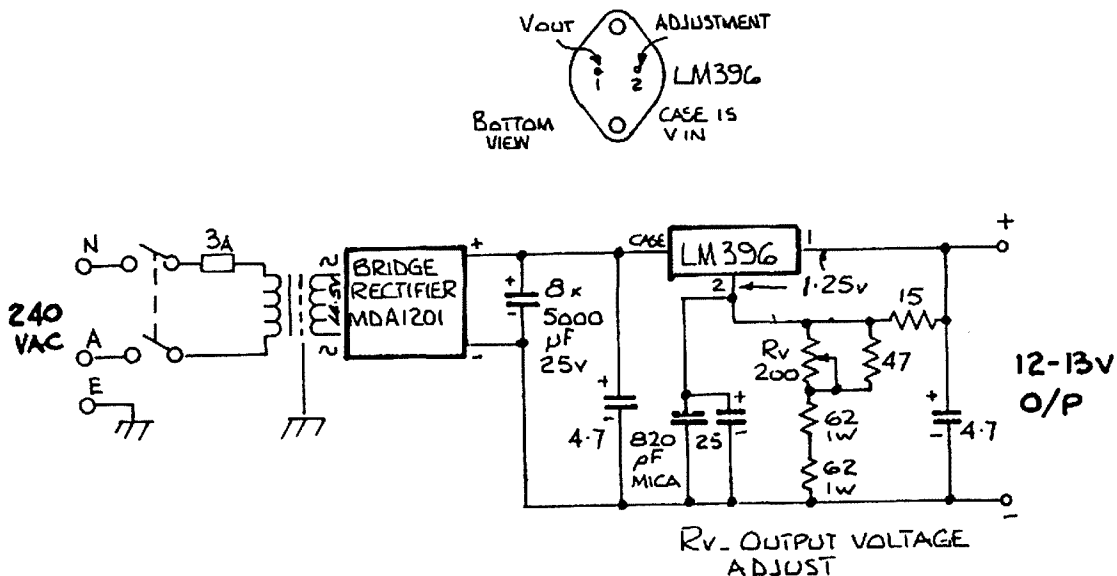 VOUT
ADJUSTMENT
1
2
LM396
BOTTOM
VIEW
CASE IS
V IN
N
3A
240
VAC
A
E
BRIDGE
RECTIFIER
MDA1201
+
-
+
-
8 x
5000
µF
25V
+
-
4.7
CASE
LM396
1
2
1.25V
15
RV
200
47
820
pF
MICA
25
+
-
62
1W
62
1W
+
-
4.7
+
12-13V
O/P
-
RV - OUTPUT VOLTAGE
ADJUST